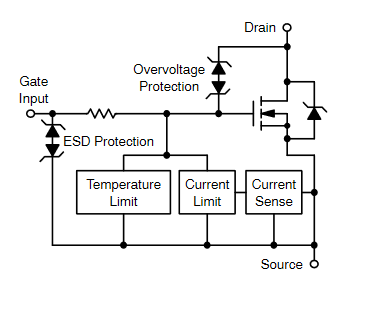 Drain
Overvoltage
Protection
Gate
Input
ESD Protection
Temperature
Limit
Current
Limit
Current
Sense
Source